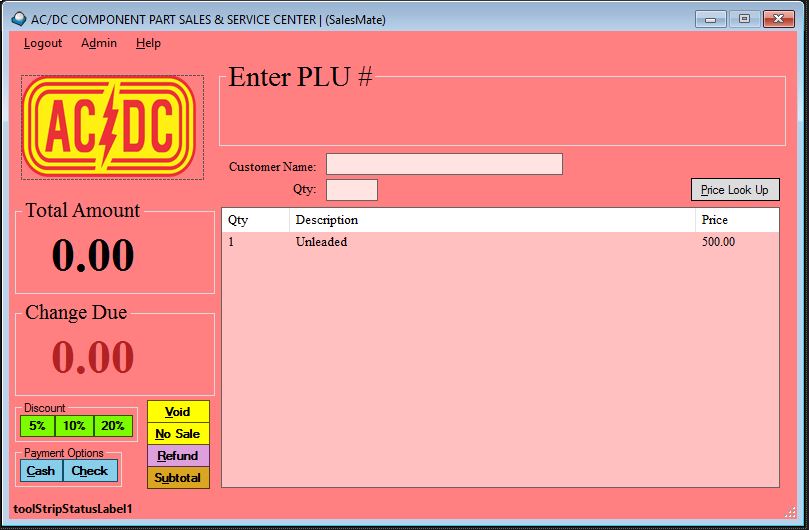 AC/DC COMPONENT PART SALES & SERVICE CENTER | (SalesMate)
Logout Admin Help
AC DC
Enter PLU #
Customer Name:
Qty:
Price Look Up
Total Amount
0.00
Change Due
0.00
Qty Description Price
1 Unleaded 500.00
Discount
5% 10% 20%
Payment Options
Cash Check
Void
No Sale
Refund
Subtotal
toolStripStatusLabel1